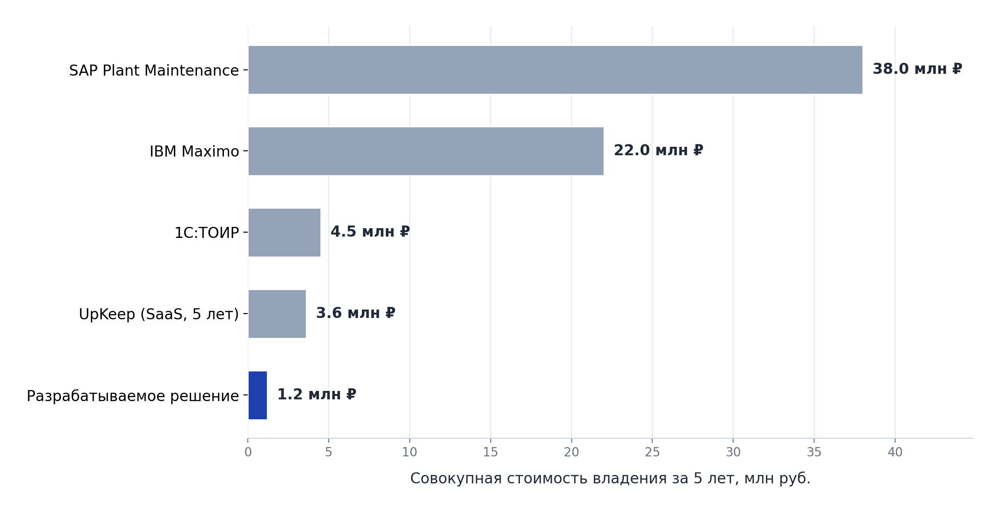 SAP Plant Maintenance
38.0 млн ₽
IBM Maximo
22.0 млн ₽
1С:ТОИР
4.5 млн ₽
UpKeep (SaaS, 5 лет)
3.6 млн ₽
Разрабатываемое решение
1.2 млн ₽
0 5 10 15 20 25 30 35 40
Совокупная стоимость владения за 5 лет, млн руб.